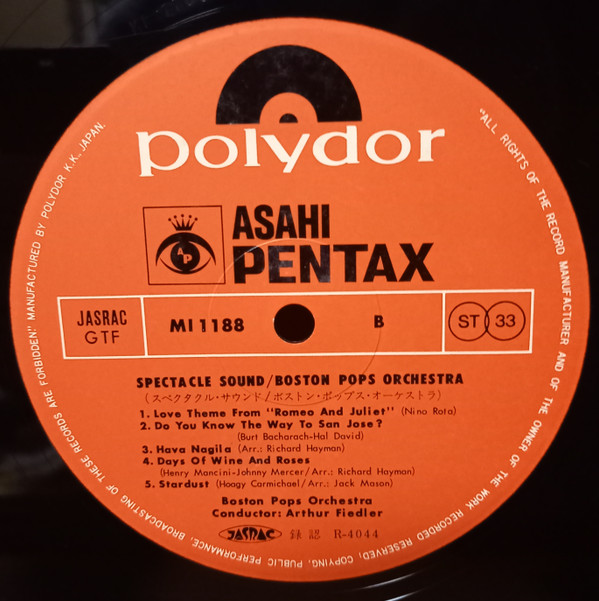 polydor
AP
ASAHI
PENTAX
JASRAC
GTF
MI 1188
B
ST 33
SPECTACLE SOUND/BOSTON POPS ORCHESTRA
(スペクタクル・サウンド/ボストン・ポップス・オーケストラ)
1. Love Theme From "Romeo And Juliet" (Nino Rota)
2. Do You Know The Way To San Jose?
(Burt Bacharach-Hal David)
3. Hava Nagila (Arr.: Richard Hayman)
4. Days Of Wine And Roses
(Henry Mancini-Johnny Mercer/Arr.: Richard Hayman)
5. Stardust (Hoagy Carmichael/Arr.: Jack Mason)
Boston Pops Orchestra
Conductor: Arthur Fiedler
JASRAC 録認 R-4044
"ALL RIGHTS OF THE RECORD MANUFACTURER AND OF THE OWNER OF THE WORK RECORDED RESERVED; COPYING, PUBLIC PERFORMANCE, BROADCASTING OF THESE RECORDS ARE FORBIDDEN" MANUFACTURED BY POLYDOR K.K., JAPAN.